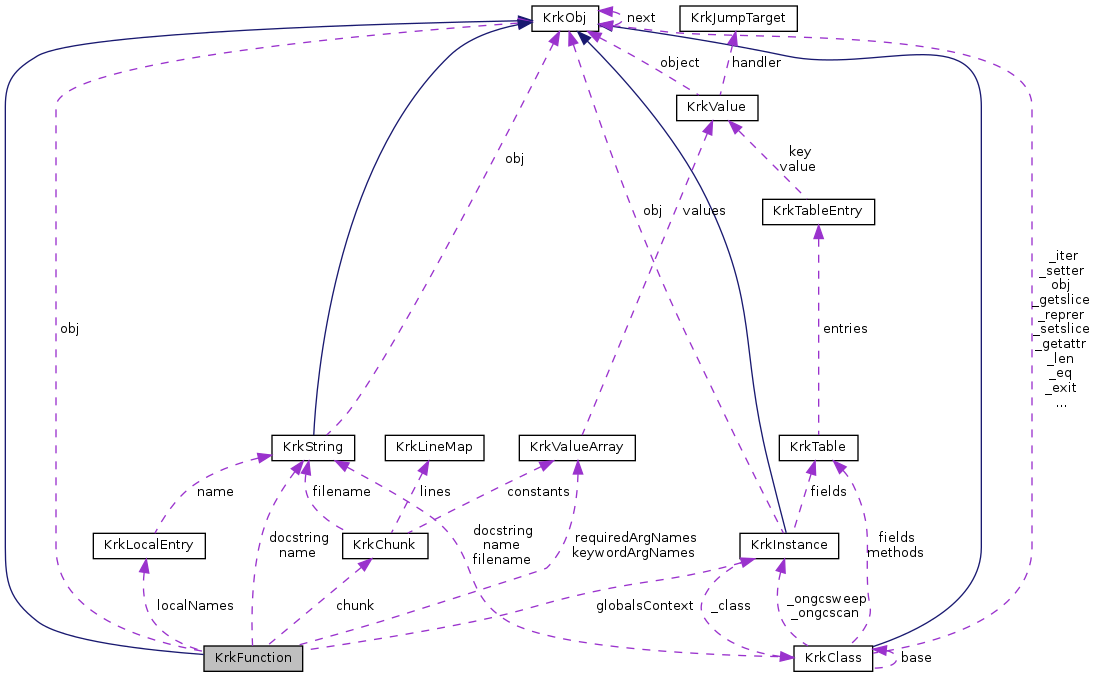 KrkObj
next
KrkJumpTarget
object
handler
KrkValue
key
value
obj
KrkTableEntry
obj
values
_iter
_setter
obj
_getslice
_reprer
_setslice
_getattr
_len
_eq
_exit
...
obj
entries
KrkString
KrkLineMap
KrkValueArray
KrkTable
name
filename
lines
constants
fields
KrkLocalEntry
docstring
name
KrkChunk
docstring
name
filename
requiredArgNames
keywordArgNames
KrkInstance
fields
methods
localNames
chunk
globalsContext
_class
_ongcsweep
_ongcscan
KrkFunction
KrkClass
base